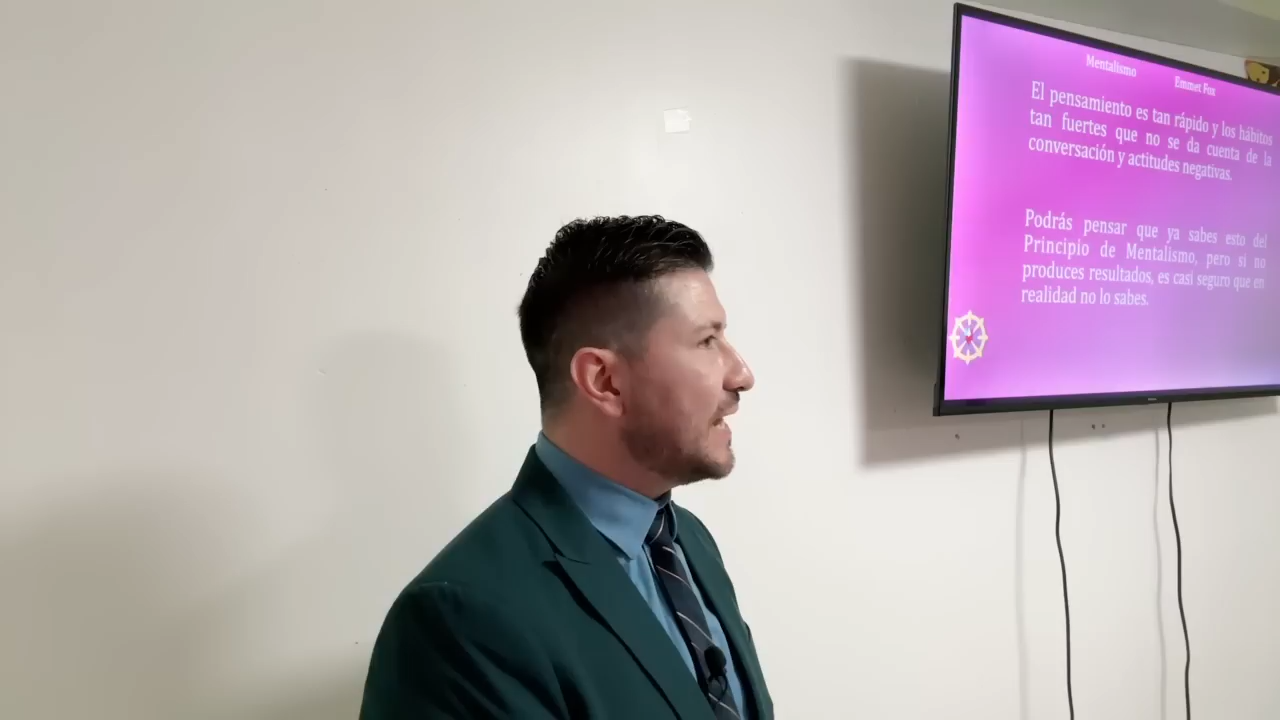 Mentalismo Emmet Fox
El pensamiento es tan rápido y los hábitos
tan fuertes que no se da cuenta de la
conversación y actitudes negativas.
Podrás pensar que ya sabes esto del
Principio de Mentalismo, pero si no
produces resultados, es casi seguro que en
realidad no lo sabes.